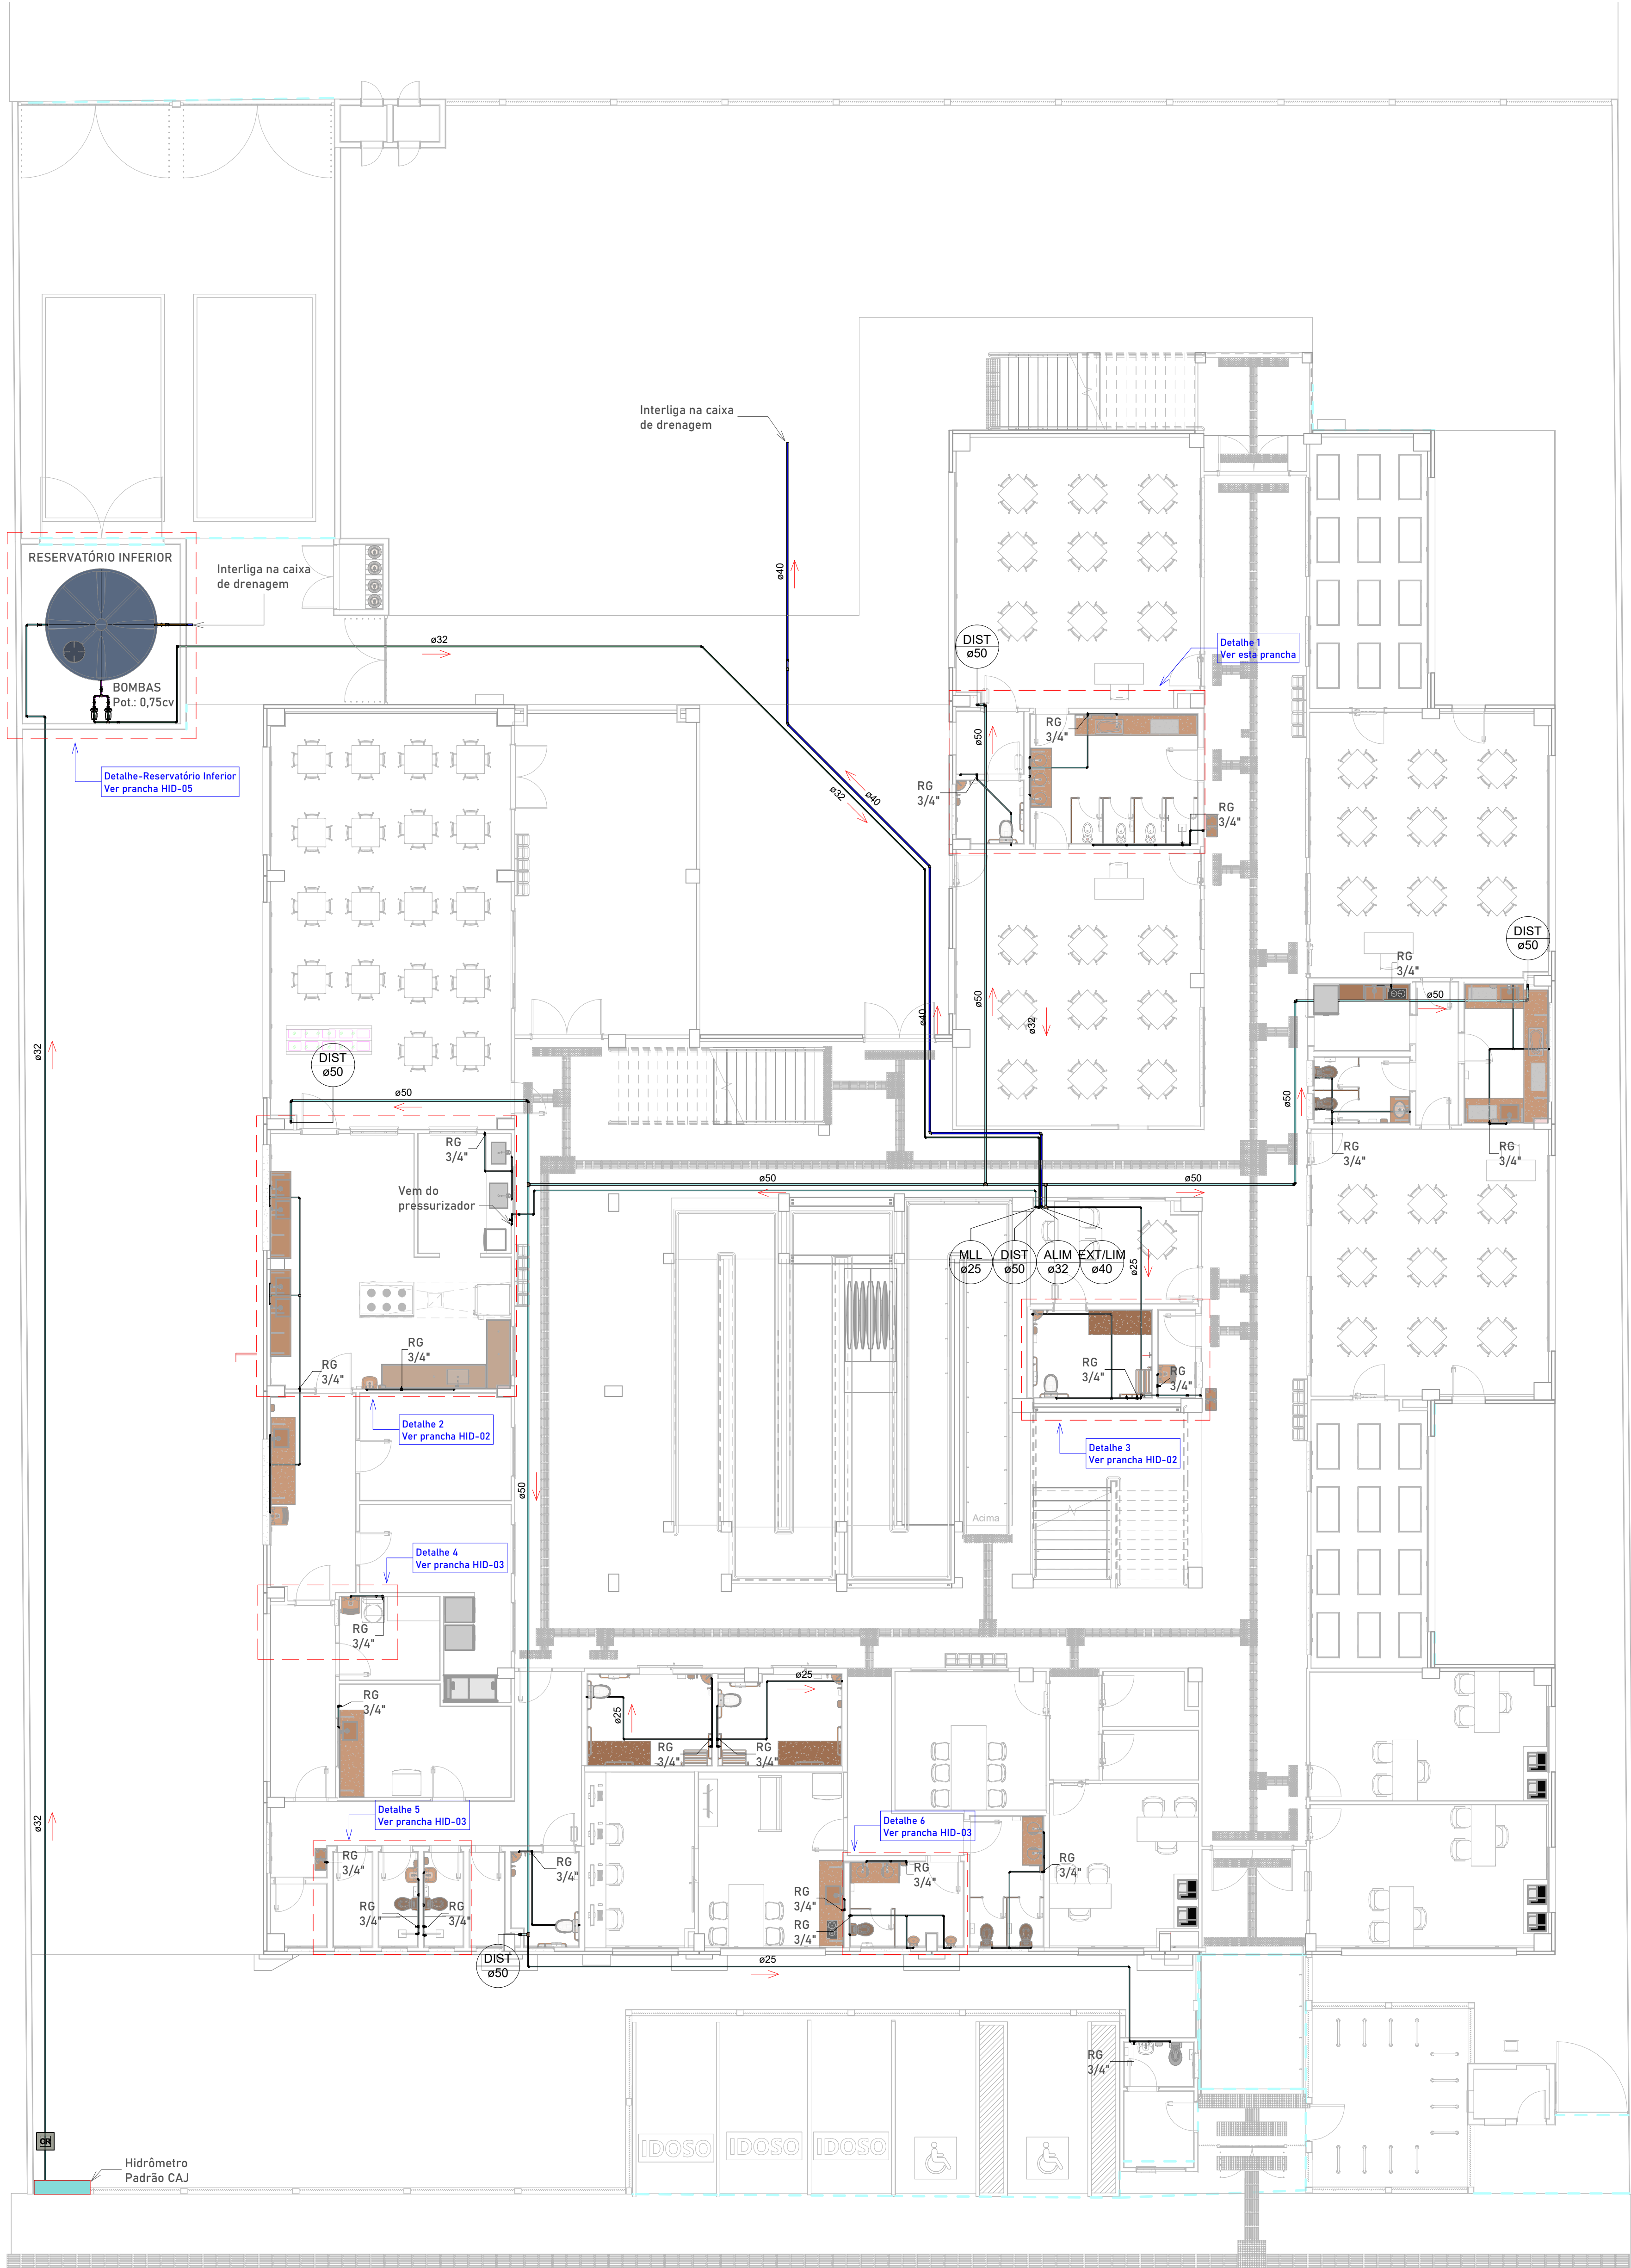 Interliga na caixa
de drenagem
RESERVATÓRIO INFERIOR
Interliga na caixa
de drenagem
ø40
BOMBAS
Pot.: 0,75cv
ø32
Detalhe-Reservatório Inferior
Ver prancha HID-05
DIST
ø50
Detalhe 1
Ver esta prancha
RG
3/4"
ø50
RG
3/4"
RG
3/4"
ø40
ø32
DIST
ø50
RG
3/4"
ø50
ø50
ø32
ø40
ø32
DIST
ø50
ø50
ø50
RG
3/4"
RG
3/4"
RG
3/4"
Vem do
pressurizador
ø50
ø50
MLL
ø25
DIST
ø50
ALIM
ø32
EXT/LIM
ø40
ø25
RG
3/4"
RG
3/4"
RG
3/4"
RG
3/4"
Detalhe 2
Ver prancha HID-02
Detalhe 3
Ver prancha HID-02
ø50
Acima
Detalhe 4
Ver prancha HID-03
RG
3/4"
RG
3/4"
ø25
ø25
RG
3/4"
RG
3/4"
Detalhe 5
Ver prancha HID-03
Detalhe 6
Ver prancha HID-03
ø32
RG
3/4"
RG
3/4"
RG
3/4"
RG
3/4"
RG
3/4"
RG
3/4"
RG
3/4"
RG
3/4"
DIST
ø50
ø25
RG
3/4"
IDOSO
IDOSO
IDOSO
CR
Hidrômetro
Padrão CAJ